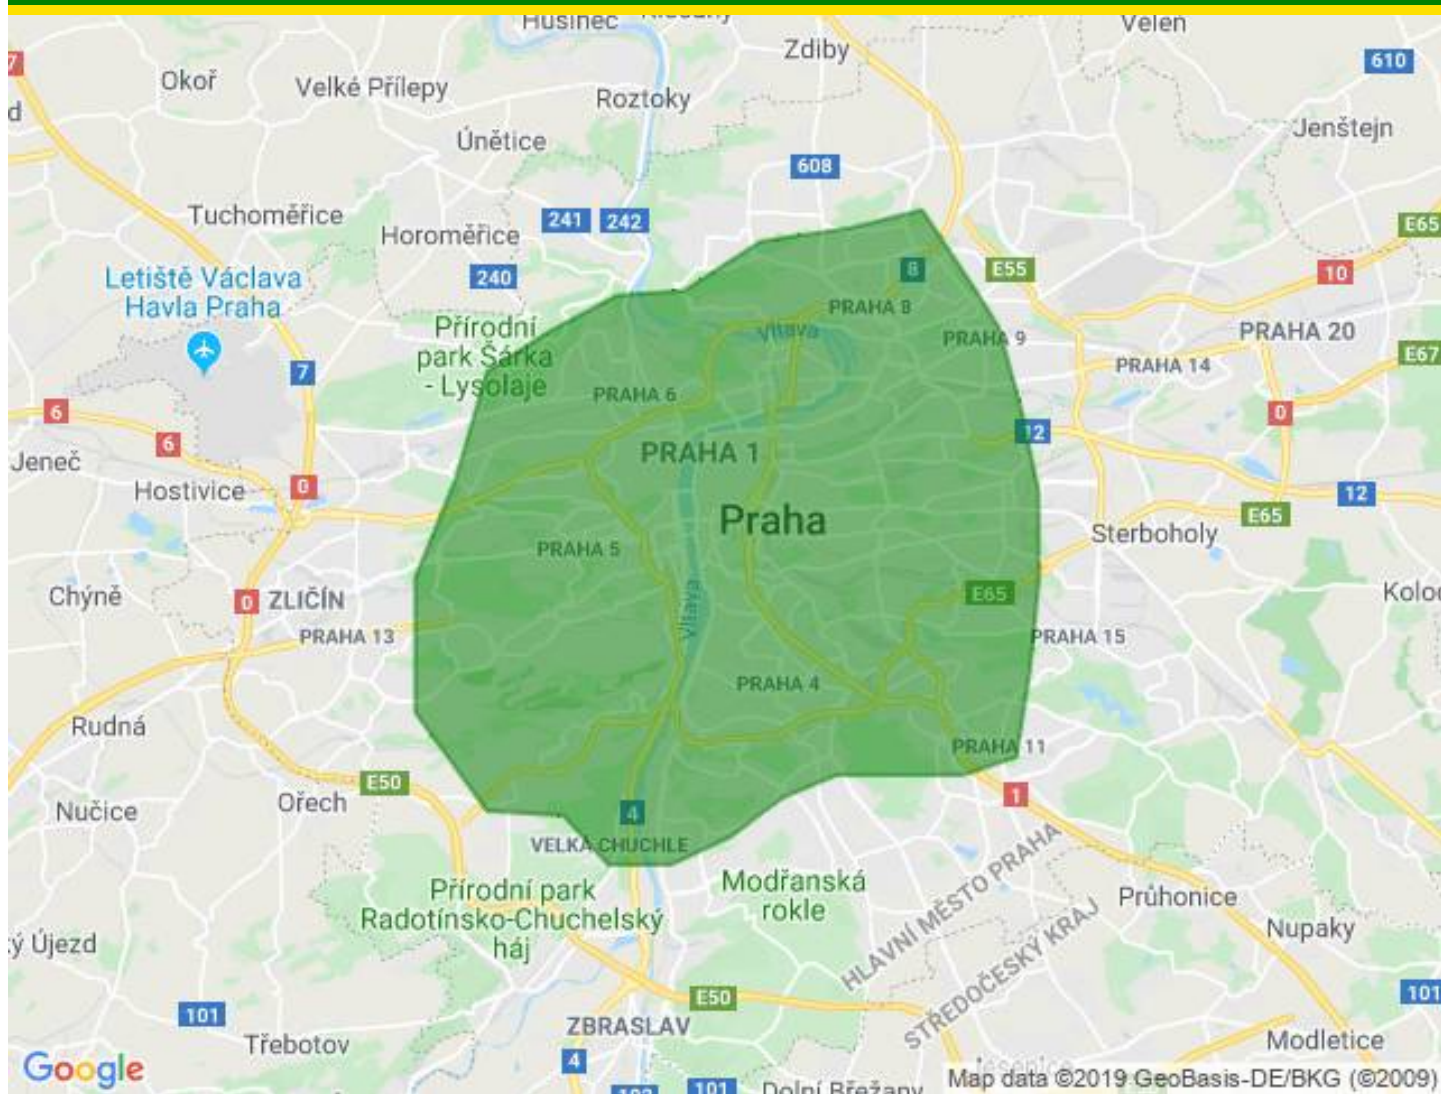 Husinec
Velen
Zdiby
7
610
Okoř
Velké Přílepy
Roztoky
d
Únětice
Jenštejn
608
Tuchoměřice
241
242
E65
Horoměřice
Letiště Václava
Havla Praha
240
8
E55
10
PRAHA 8
Přírodní
park Šárka
- Lysolaje
Vltava
PRAHA 9
PRAHA 20
E67
7
PRAHA 14
PRAHA 6
6
0
6
12
Jeneč
PRAHA 1
Hostivice
0
12
Praha
E65
Sterboholy
PRAHA 5
Chýně
0
ZLIČÍN
E65
Koloo
Vltava
PRAHA 13
PRAHA 15
PRAHA 4
Rudná
PRAHA 11
E50
1
Nučice
Ořech
4
VELKÁ CHUCHLE
Přírodní park
Radotínsko-Chuchelský
háj
Modřanská
rokle
HLAVNÍ MĚSTO PRAHA
STŘEDOČESKÝ KRAJ
Průhonice
Nupaky
ý Újezd
E50
101
101
ZBRASLAV
Třebotov
Modletice
4
Jesenice
Google
101
Dolní Břežany
Map data ©2019 GeoBasis-DE/BKG (©2009)